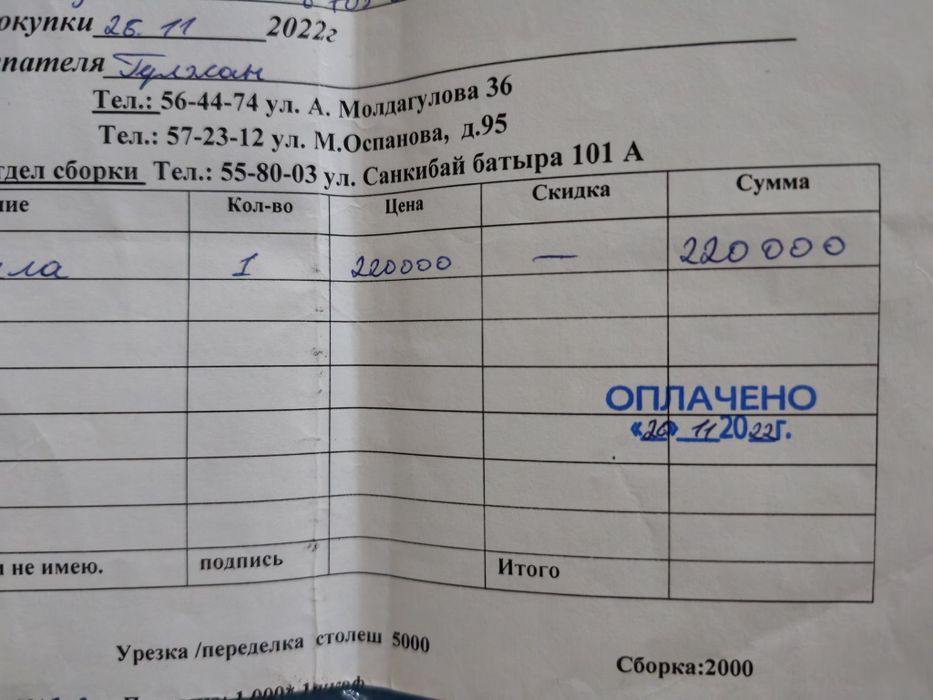 окупки 26. 11 2022г
пателя Гулжан
Тел.: 56-44-74 ул. А. Молдагулова 36
Тел.: 57-23-12 ул. М.Оспанова, д.95
тдел сборки Тел.: 55-80-03 ул. Санкибай батыра 101 А
ние Кол-во Цена Скидка Сумма
ла 1 220000 — 220 000
ОПЛАЧЕНО
«26» 11 2022г.
и не имею. подпись Итого
Урезка /переделка столеш 5000
Сборка:2000